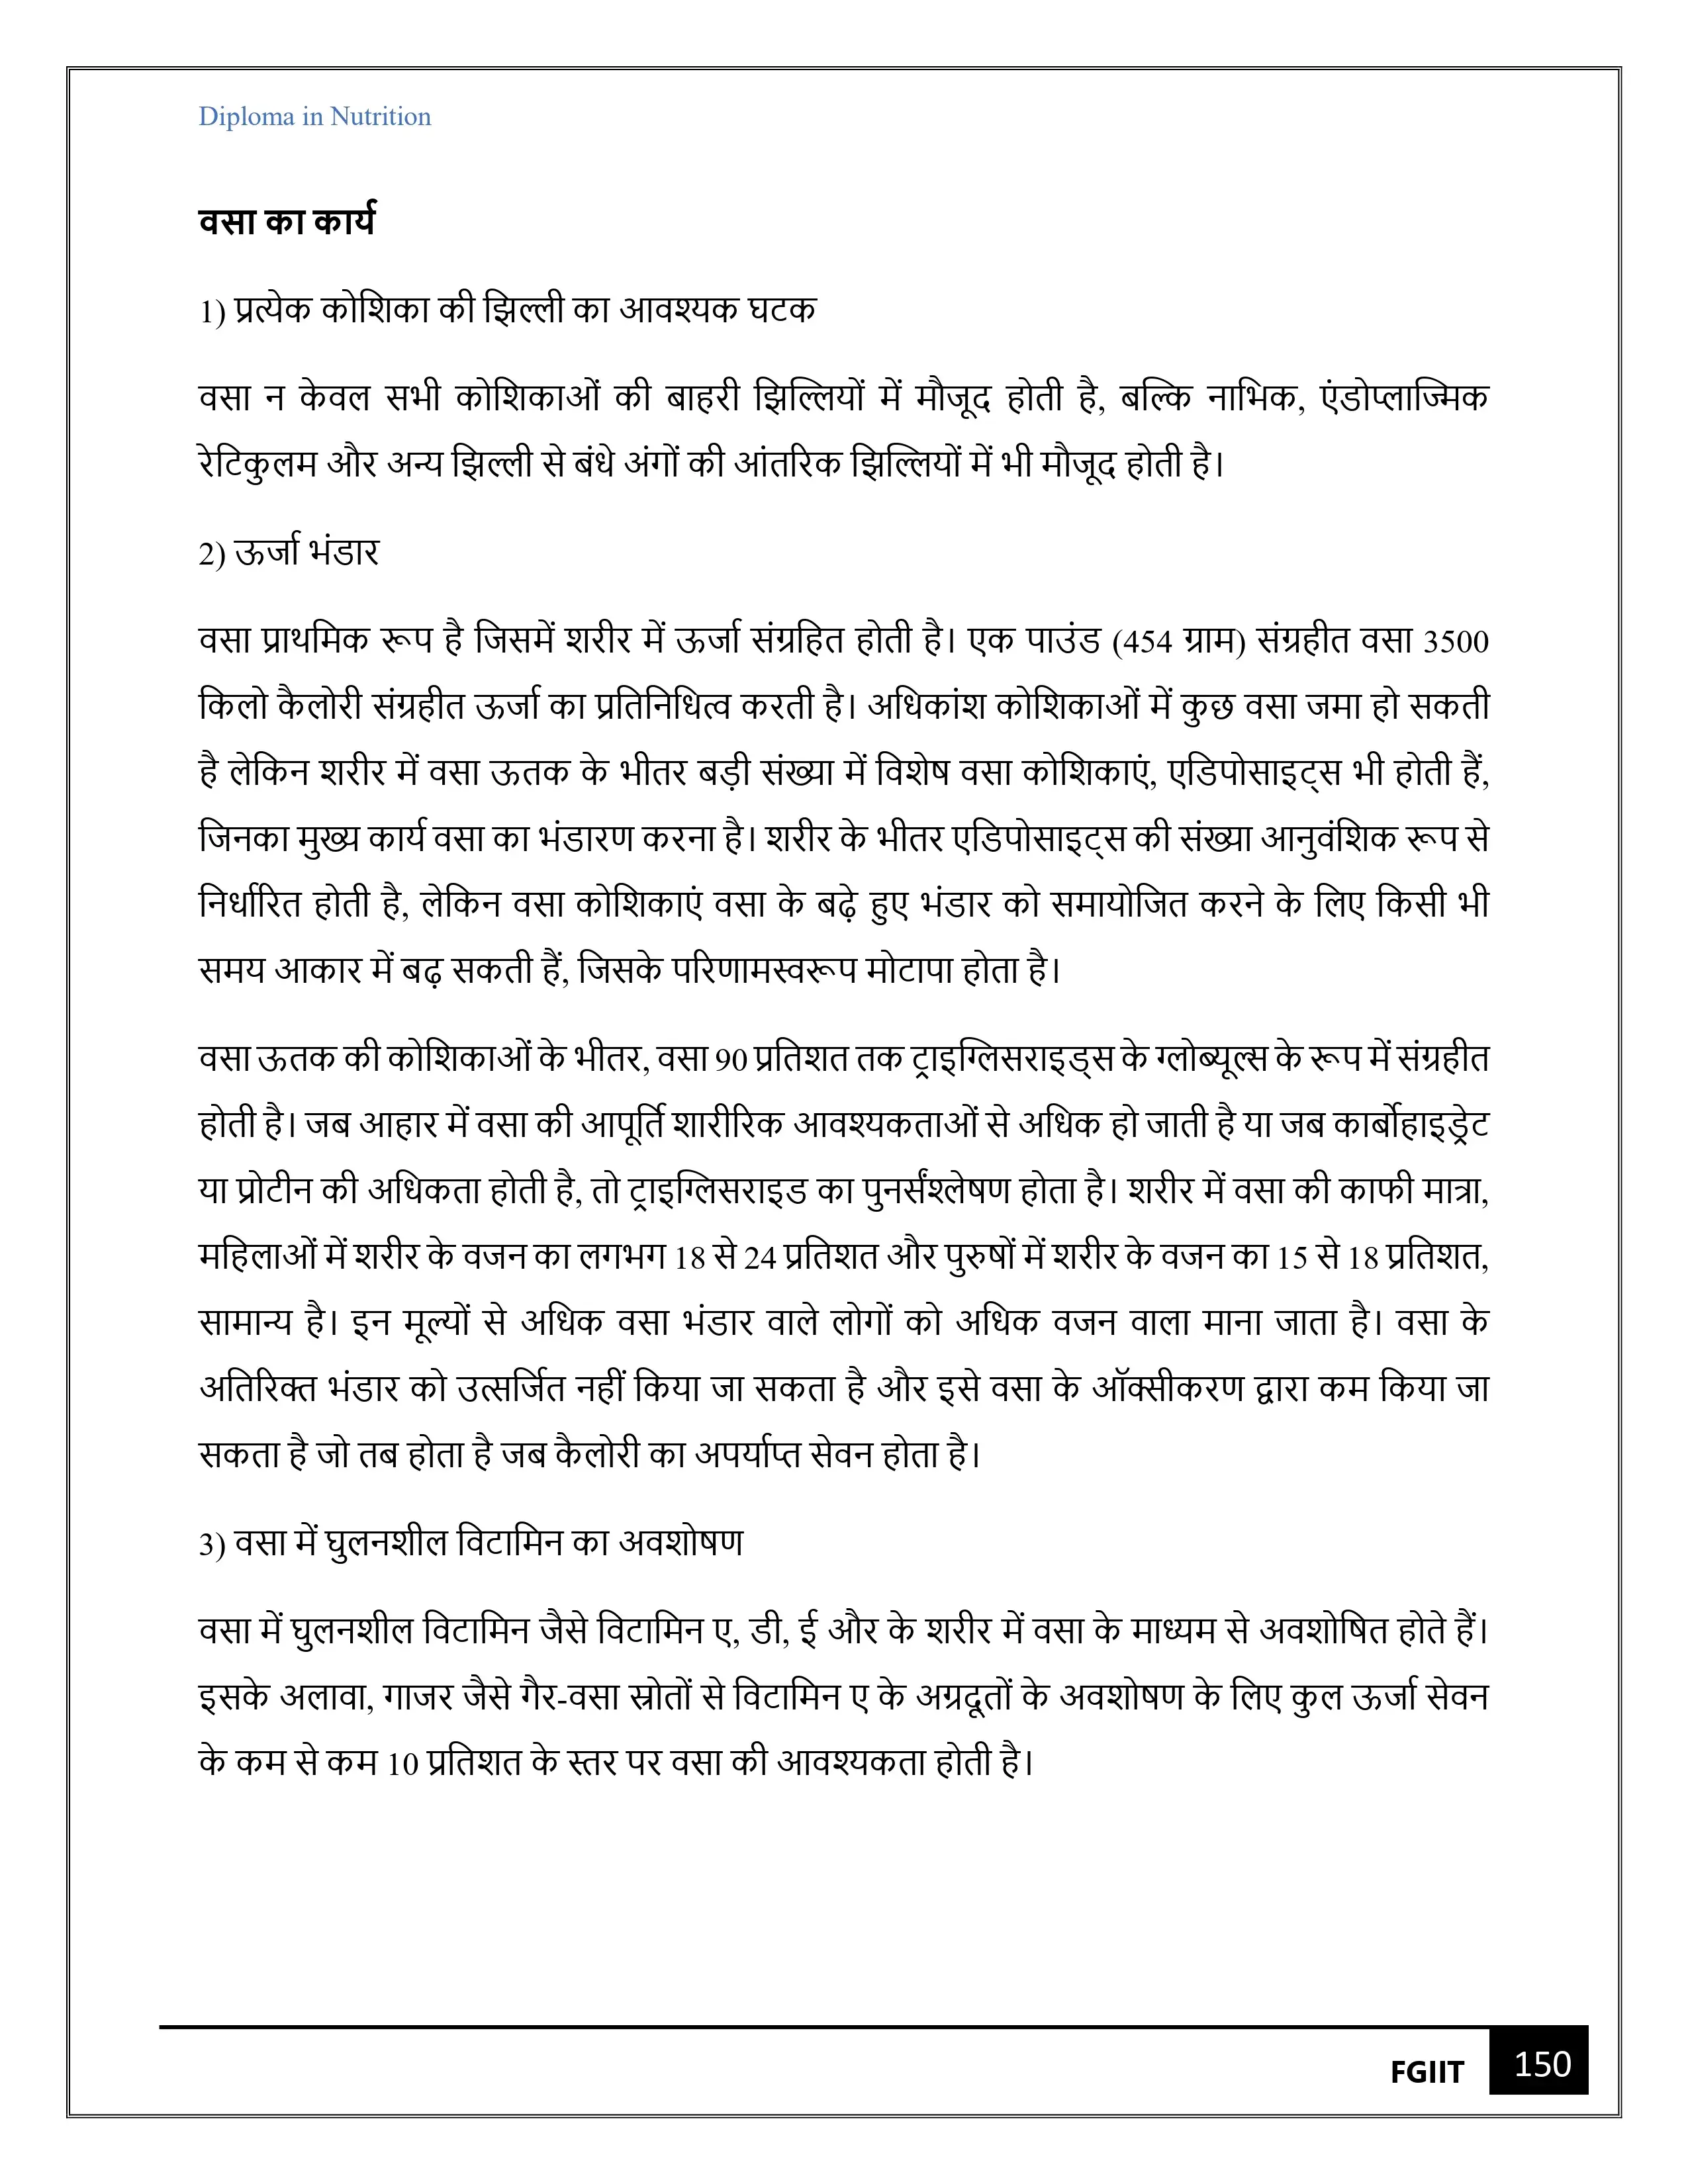 Diploma in Nutrition
वसा का कार्य
1) प्रत्येक कोशिका की झिल्ली का आवश्यक घटक
वसा न केवल सभी कोशिकाओं की बाहरी झिल्लियों में मौजूद होती है, बल्कि नाभिक, एंडोप्लाज्मिक
रेटिकुलम और अन्य झिल्ली से बंधे अंगों की आंतरिक झिल्लियों में भी मौजूद होती है।
2) ऊर्जा भंडार
वसा प्राथमिक रूप है जिसमें शरीर में ऊर्जा संग्रहित होती है। एक पाउंड (454 ग्राम) संग्रहीत वसा 3500
किलो कैलोरी संग्रहीत ऊर्जा का प्रतिनिधित्व करती है। अधिकांश कोशिकाओं में कुछ वसा जमा हो सकती
है लेकिन शरीर में वसा ऊतक के भीतर बड़ी संख्या में विशेष वसा कोशिकाएं, एडिपोसाइट्स भी होती हैं,
जिनका मुख्य कार्य वसा का भंडारण करना है। शरीर के भीतर एडिपोसाइट्स की संख्या आनुवंशिक रूप से
निर्धारित होती है, लेकिन वसा कोशिकाएं वसा के बढ़े हुए भंडार को समायोजित करने के लिए किसी भी
समय आकार में बढ़ सकती हैं, जिसके परिणामस्वरूप मोटापा होता है।
वसा ऊतक की कोशिकाओं के भीतर, वसा 90 प्रतिशत तक ट्राइग्लिसराइड्स के ग्लोब्यूल्स के रूप में संग्रहीत
होती है। जब आहार में वसा की आपूर्ति शारीरिक आवश्यकताओं से अधिक हो जाती है या जब कार्बोहाइड्रेट
या प्रोटीन की अधिकता होती है, तो ट्राइग्लिसराइड का पुनर्संश्लेषण होता है। शरीर में वसा की काफी मात्रा,
महिलाओं में शरीर के वजन का लगभग 18 से 24 प्रतिशत और पुरुषों में शरीर के वजन का 15 से 18 प्रतिशत,
सामान्य है। इन मूल्यों से अधिक वसा भंडार वाले लोगों को अधिक वजन वाला माना जाता है। वसा के
अतिरिक्त भंडार को उत्सर्जित नहीं किया जा सकता है और इसे वसा के ऑक्सीकरण द्वारा कम किया जा
सकता है जो तब होता है जब कैलोरी का अपर्याप्त सेवन होता है।
3) वसा में घुलनशील विटामिन का अवशोषण
वसा में घुलनशील विटामिन जैसे विटामिन ए, डी, ई और के शरीर में वसा के माध्यम से अवशोषित होते हैं।
इसके अलावा, गाजर जैसे गैर-वसा स्रोतों से विटामिन ए के अग्रदूतों के अवशोषण के लिए कुल ऊर्जा सेवन
के कम से कम 10 प्रतिशत के स्तर पर वसा की आवश्यकता होती है।
FGIIT 150